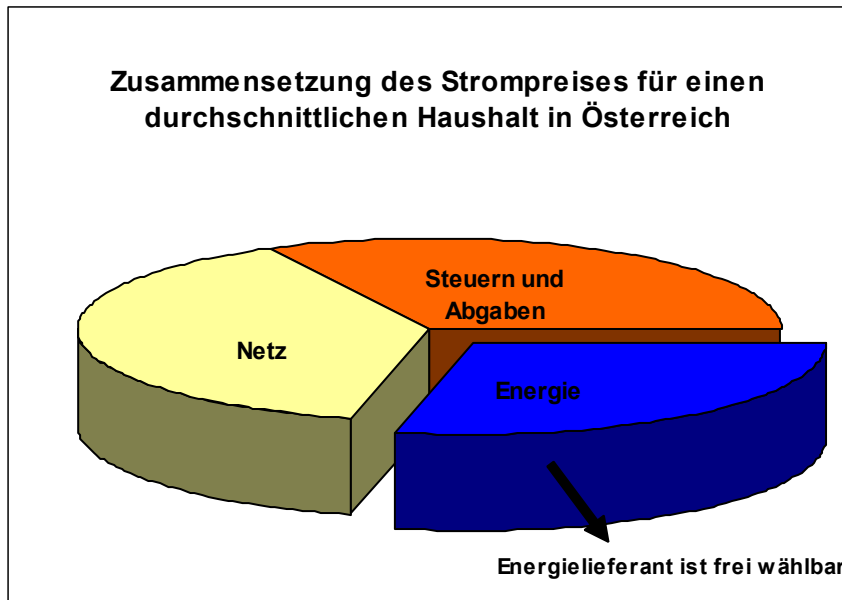 Zusammensetzung des Strompreises für einen
durchschnittlichen Haushalt in Österreich
Steuern und
Abgaben
Netz
Energie
Energielieferant ist frei wählbar